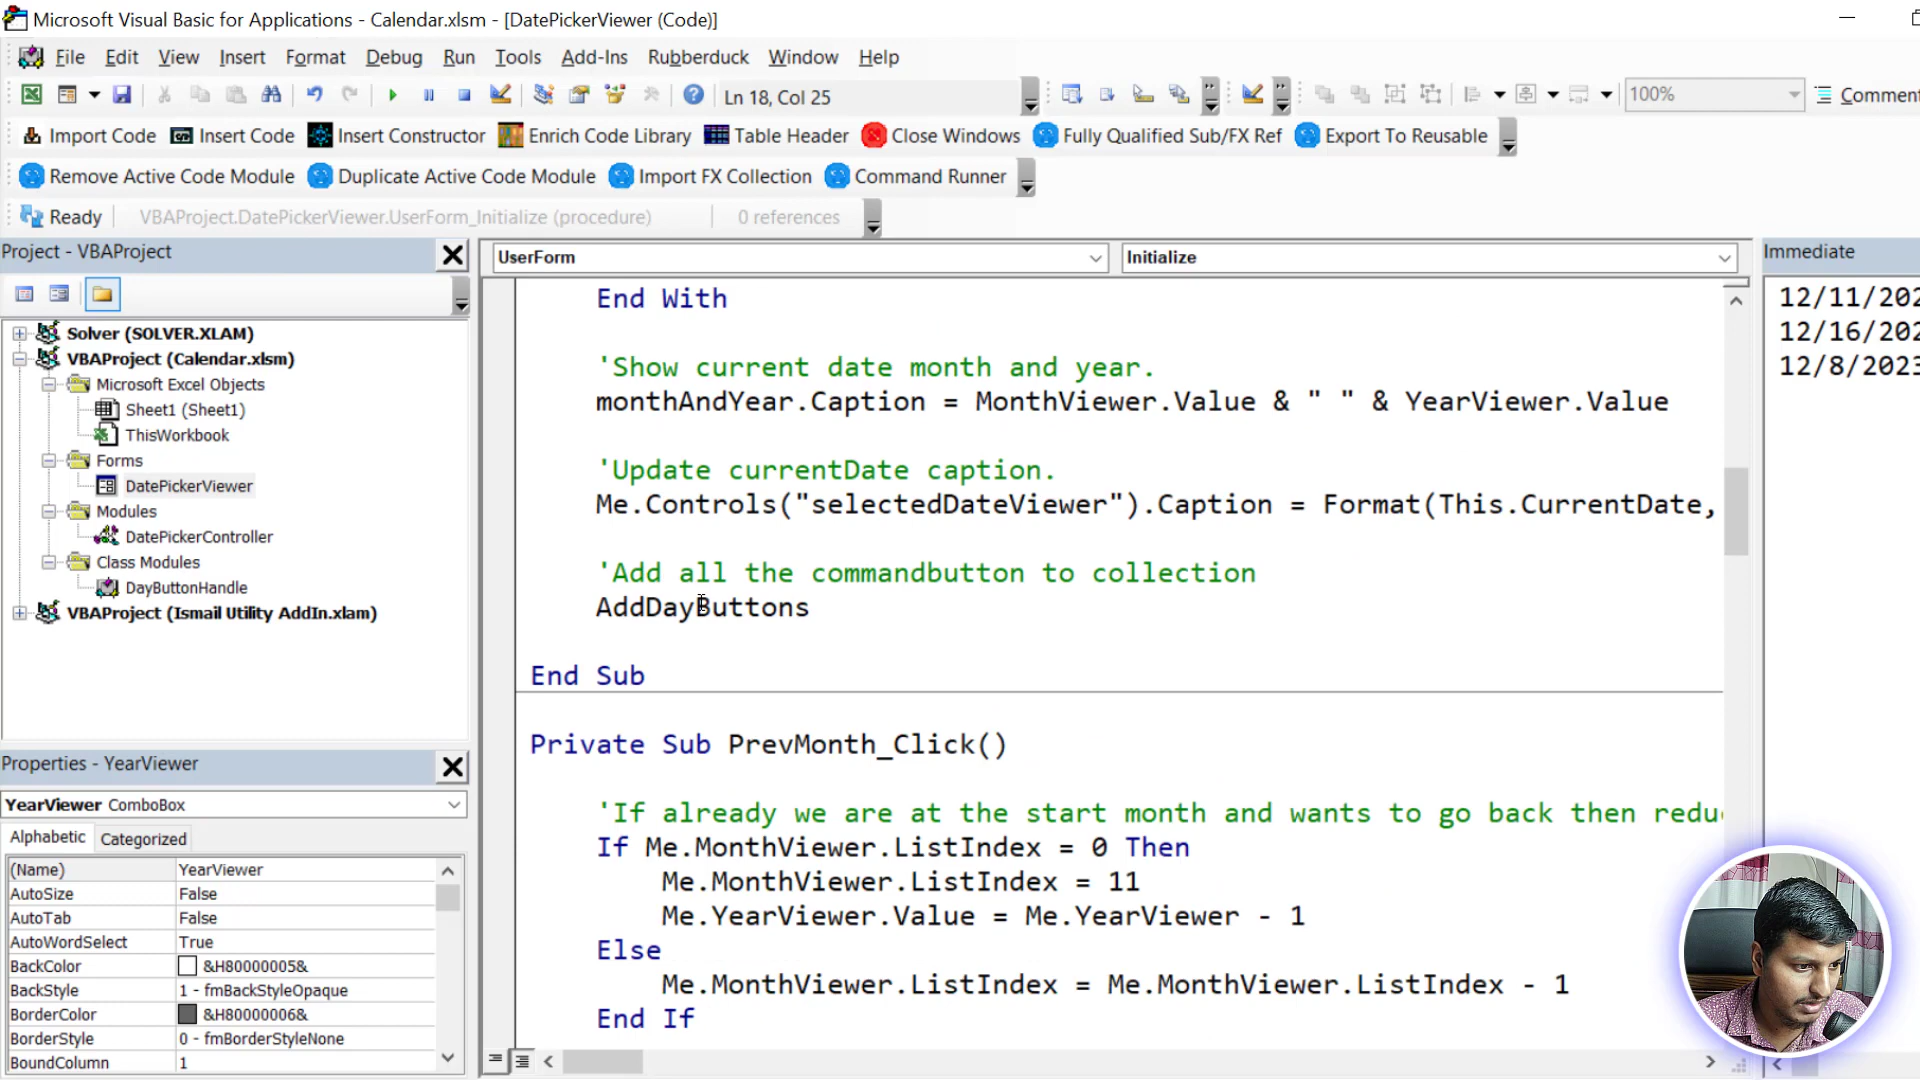 Microsoft Visual Basic for Applications - Calendar.xlsm - [DatePickerViewer (Code)]
File Edit View Insert Format Debug Run Tools Add-Ins Rubberduck Window Help
Ln 18, Col 25
100%
Comment
Import Code Insert Code Insert Constructor Enrich Code Library Table Header Close Windows Fully Qualified Sub/FX Ref Export To Reusable
Remove Active Code Module Duplicate Active Code Module Import FX Collection Command Runner
Ready VBAProject.DatePickerViewer.UserForm_Initialize (procedure) 0 references
Project - VBAProject
Solver (SOLVER.XLAM)
VBAProject (Calendar.xlsm)
Microsoft Excel Objects
Sheet1 (Sheet1)
ThisWorkbook
Forms
DatePickerViewer
Modules
DatePickerController
Class Modules
DayButtonHandle
VBAProject (Ismail Utility AddIn.xlam)
Properties - YearViewer
YearViewer ComboBox
Alphabetic Categorized
(Name) YearViewer
AutoSize False
AutoTab False
AutoWordSelect True
BackColor &H80000005&
BackStyle 1 - fmBackStyleOpaque
BorderColor &H80000006&
BorderStyle 0 - fmBorderStyleNone
BoundColumn 1
UserForm Initialize
End With
'Show current date month and year.
monthAndYear.Caption = MonthViewer.Value & " " & YearViewer.Value
'Update currentDate caption.
Me.Controls("selectedDateViewer").Caption = Format(This.CurrentDate,
'Add all the commandbutton to collection
AddDayButtons
End Sub
Private Sub PrevMonth_Click()
'If already we are at the start month and wants to go back then redu
If Me.MonthViewer.ListIndex = 0 Then
Me.MonthViewer.ListIndex = 11
Me.YearViewer.Value = Me.YearViewer - 1
Else
Me.MonthViewer.ListIndex = Me.MonthViewer.ListIndex - 1
End If
Immediate
12/11/202
12/16/202
12/8/2023